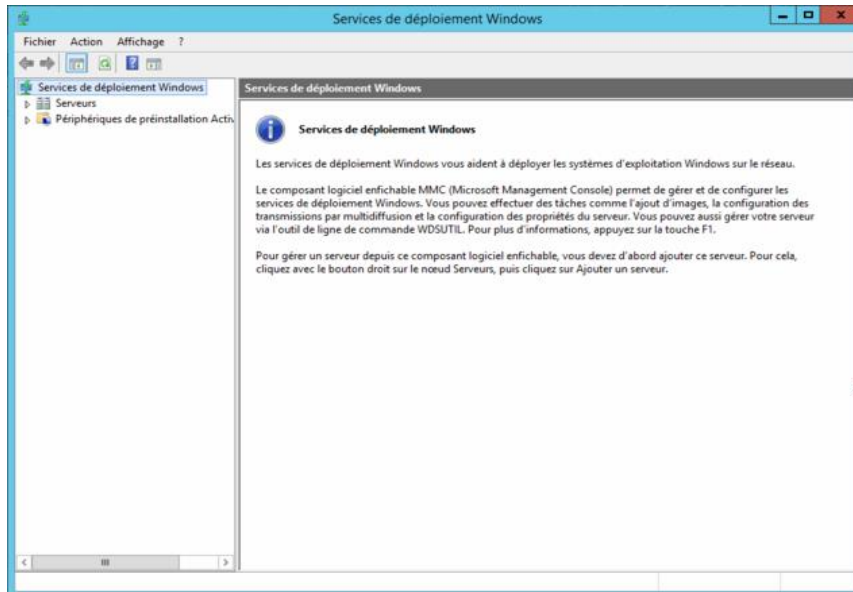 Services de déploiement Windows
Fichier Action Affichage ?
Services de déploiement Windows
Serveurs
Périphériques de préinstallation Activ
Services de déploiement Windows
Services de déploiement Windows
Les services de déploiement Windows vous aident à déployer les systèmes d'exploitation Windows sur le réseau.
Le composant logiciel enfichable MMC (Microsoft Management Console) permet de gérer et de configurer les
services de déploiement Windows. Vous pouvez effectuer des tâches comme l'ajout d'images, la configuration des
transmissions par multidiffusion et la configuration des propriétés du serveur. Vous pouvez aussi gérer votre serveur
via l'outil de ligne de commande WDSUTIL. Pour plus d'informations, appuyez sur la touche F1.
Pour gérer un serveur depuis ce composant logiciel enfichable, vous devez d'abord ajouter ce serveur. Pour cela,
cliquez avec le bouton droit sur le nœud Serveurs, puis cliquez sur Ajouter un serveur.